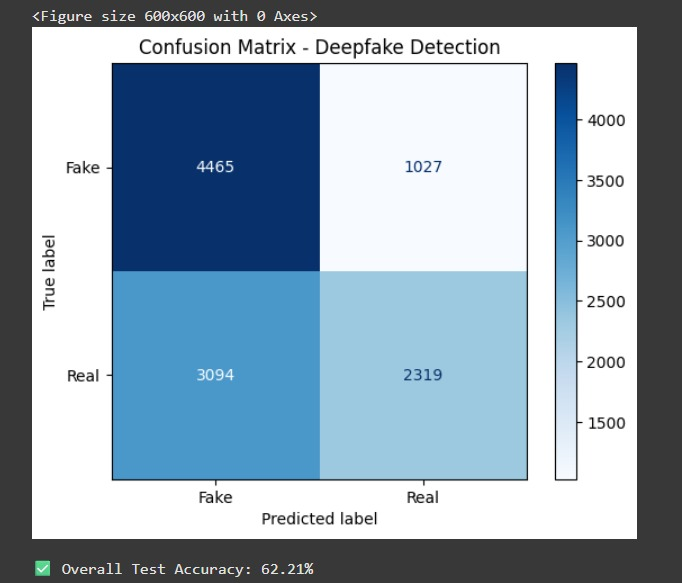 <Figure size 600x600 with 0 Axes>
Confusion Matrix - Deepfake Detection
Fake
4465
1027
4000
3500
3000
True label
2500
Real
3094
2319
2000
1500
Fake
Real
Predicted label
✅ Overall Test Accuracy: 62.21%